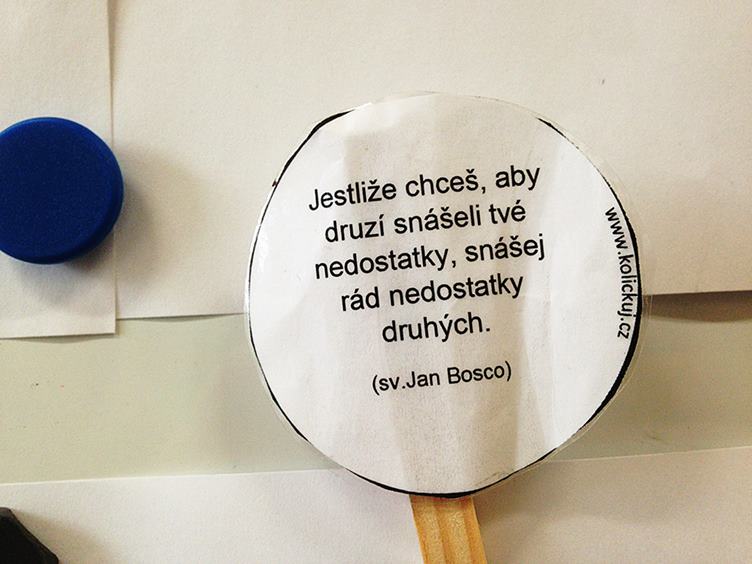 Jestliže chceš, aby
druzí snášeli tvé
nedostatky, snášej
rád nedostatky
druhých.
(sv.Jan Bosco)
www.kolickuj.cz